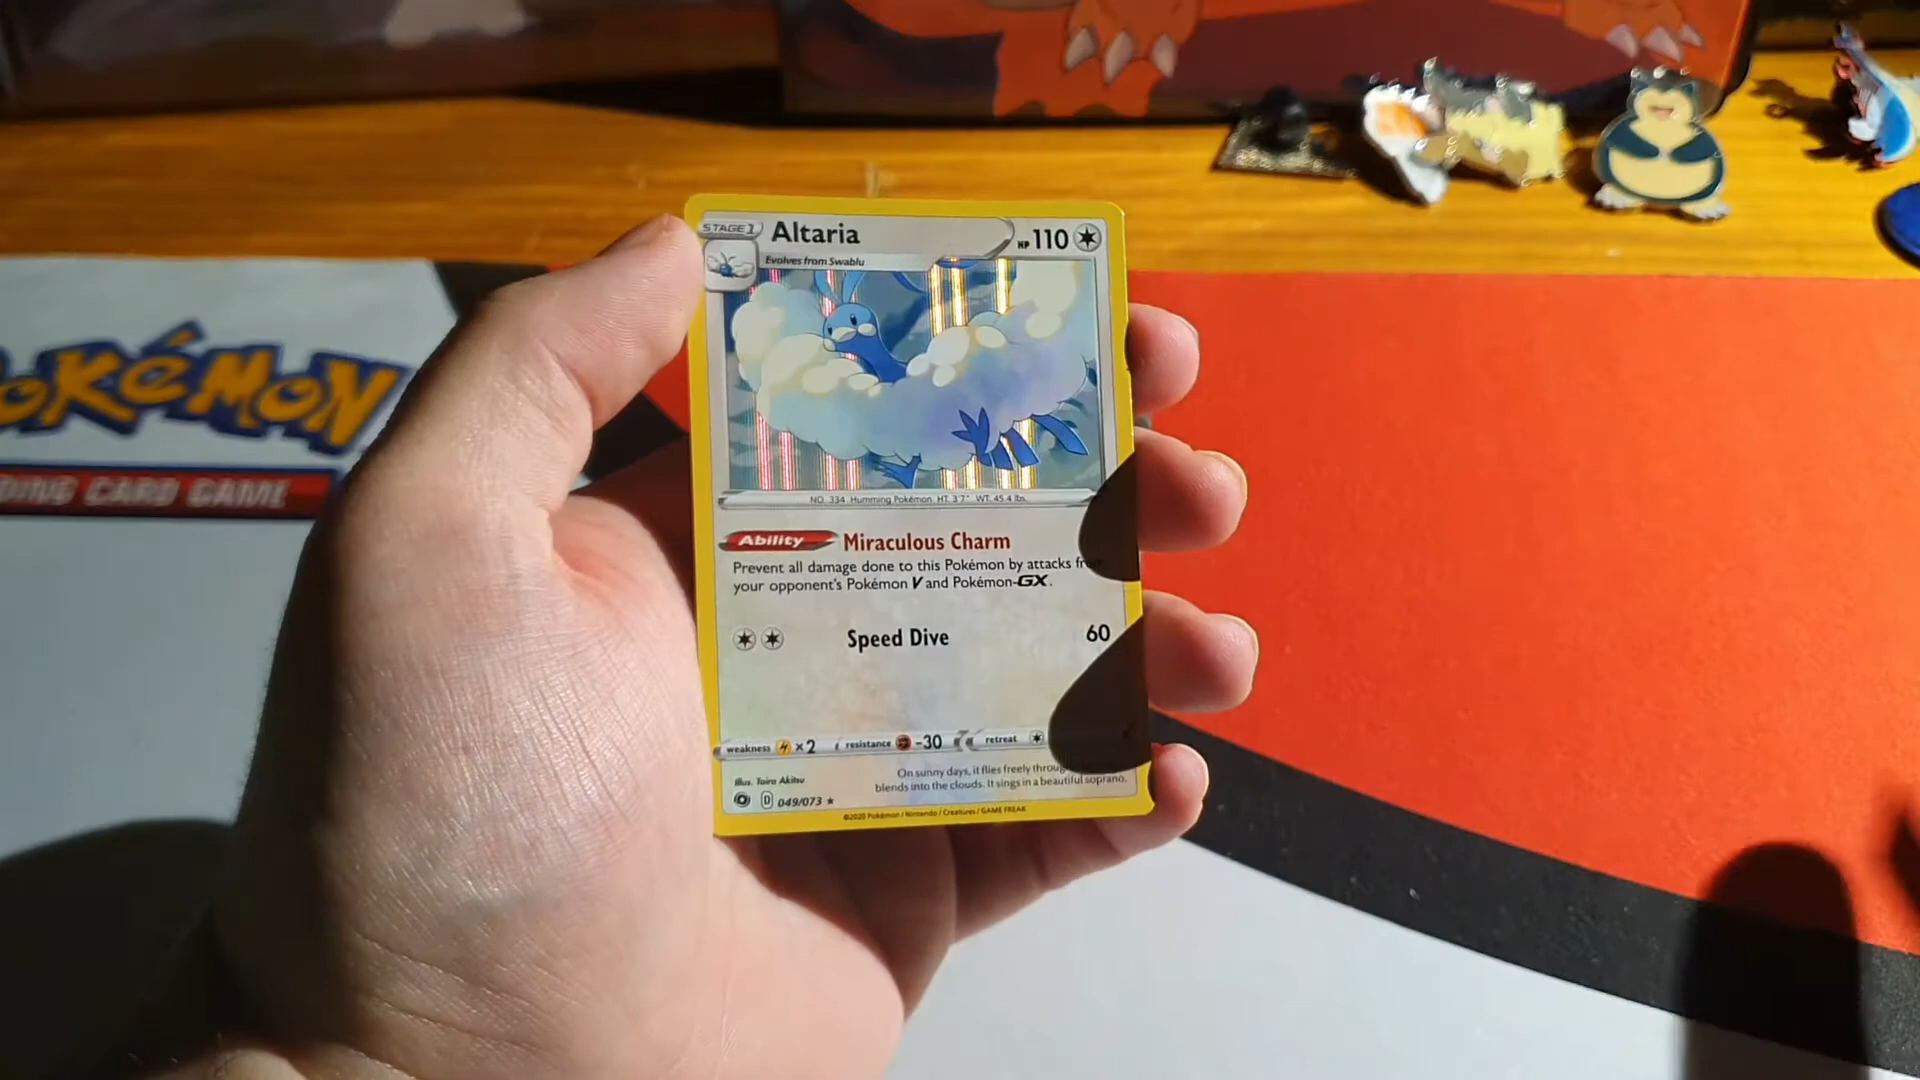 STAGE 1
Altaria
HP 110
Evolves from Swablu
NO. 334 Humming Pokémon HT: 3'7" WT: 45.4 lbs.
POKÉMON
DING CARD GAME
Ability Miraculous Charm
Prevent all damage done to this Pokémon by attacks
your opponent's Pokémon V and Pokémon-GX.
Speed Dive 60
weakness ×2 resistance -30 retreat
Illus. Taira Akitsu
On sunny days, it flies freely
blends into the clouds. It sings in a beautiful soprano.
D 049/073 ★
©2020 Pokémon / Nintendo / Creatures / GAME FREAK